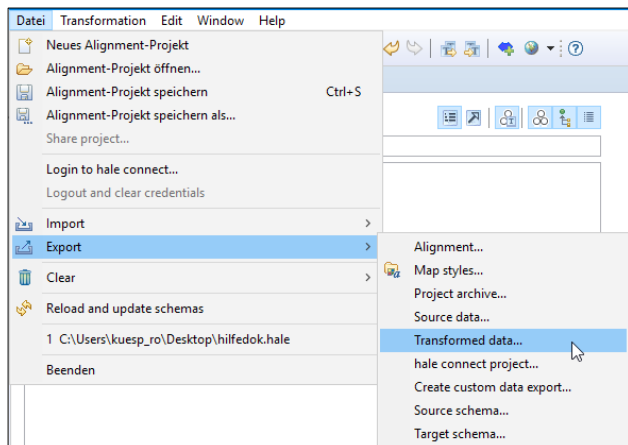 Datei Transformation Edit Window Help
Neues Alignment-Projekt
Alignment-Projekt öffnen...
Alignment-Projekt speichern Ctrl+S
Alignment-Projekt speichern als...
Share project...
Login to hale connect...
Logout and clear credentials
Import
Export
Clear
Reload and update schemas
1 C:\Users\kuesp_ro\Desktop\hilfedok.hale
Beenden
Alignment...
Map styles...
Project archive...
Source data...
Transformed data...
hale connect project...
Create custom data export...
Source schema...
Target schema...